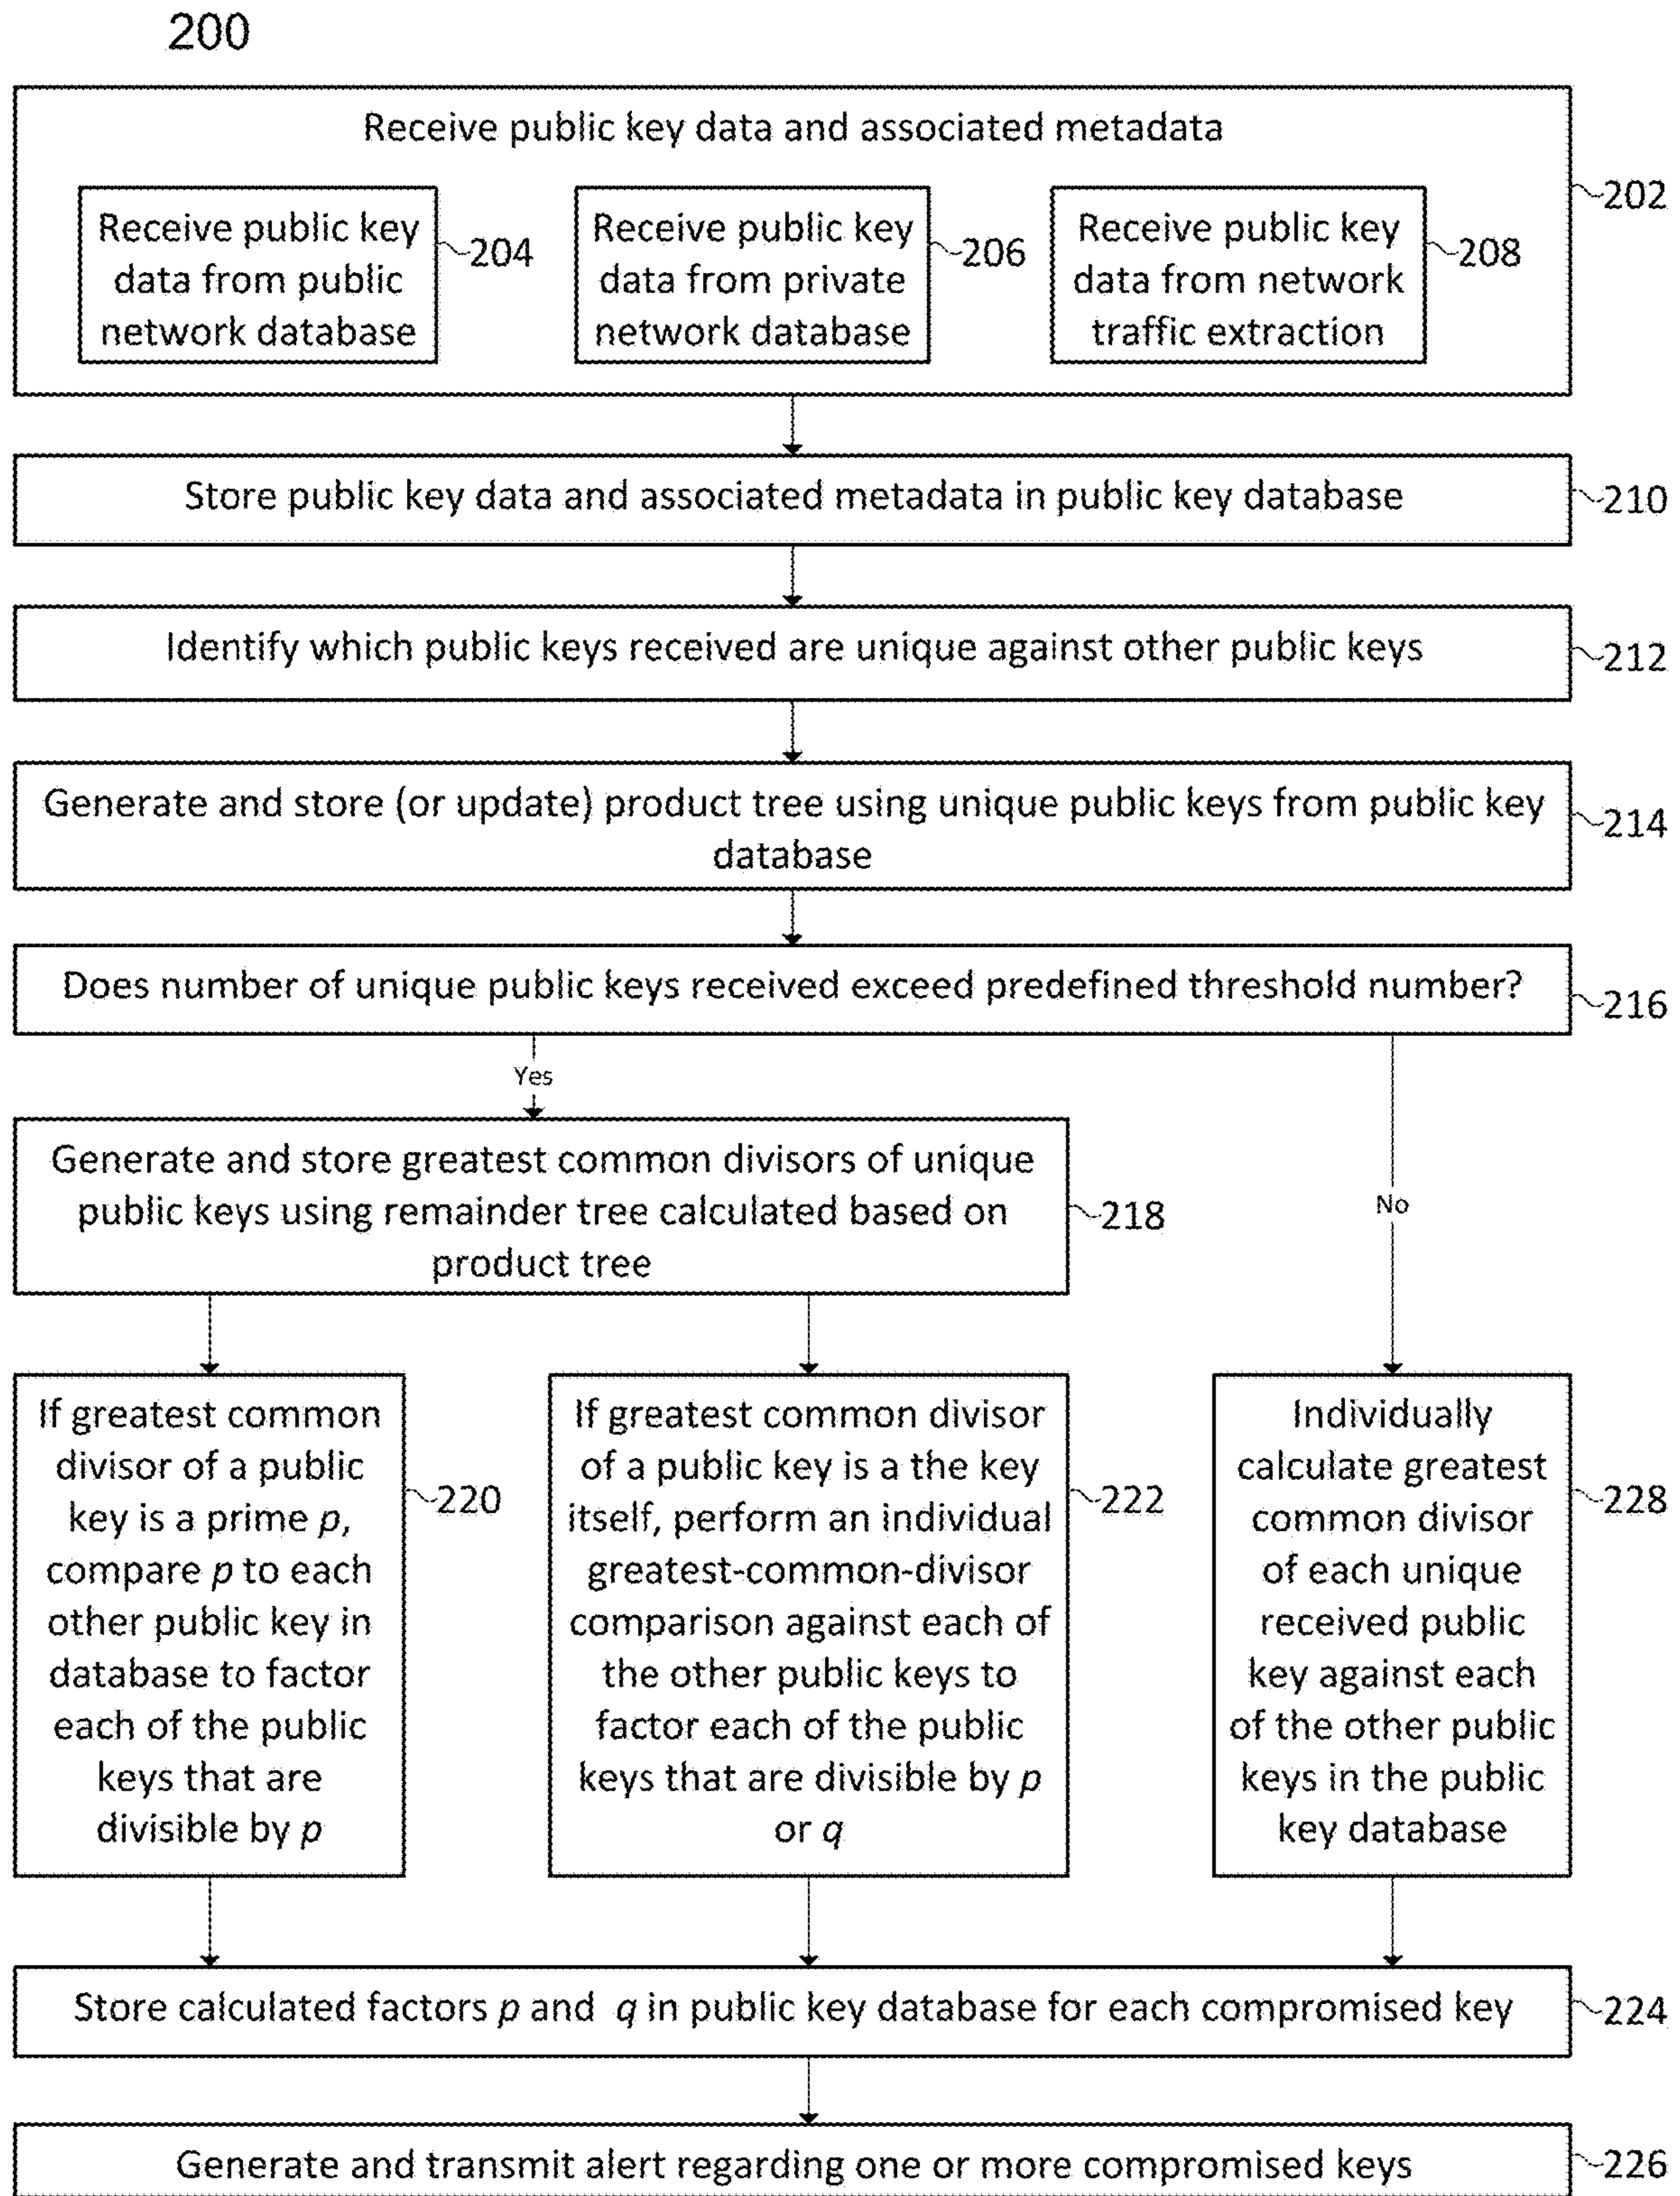 200
Receive public key data and associated metadata
202
Receive public key
data from public
network database
204
Receive public key
data from private
network database
206
Receive public key
data from network
traffic extraction
208
Store public key data and associated metadata in public key database
210
Identify which public keys received are unique against other public keys
212
Generate and store (or update) product tree using unique public keys from public key
database
214
Does number of unique public keys received exceed predefined threshold number?
216
Yes
No
Generate and store greatest common divisors of unique
public keys using remainder tree calculated based on
product tree
218
If greatest common
divisor of a public
key is a prime p,
compare p to each
other public key in
database to factor
each of the public
keys that are
divisible by p
220
If greatest common divisor
of a public key is a the key
itself, perform an individual
greatest-common-divisor
comparison against each of
the other public keys to
factor each of the public
keys that are divisible by p
or q
222
Individually
calculate greatest
common divisor
of each unique
received public
key against each
of the other public
keys in the public
key database
228
Store calculated factors p and q in public key database for each compromised key
224
Generate and transmit alert regarding one or more compromised keys
226